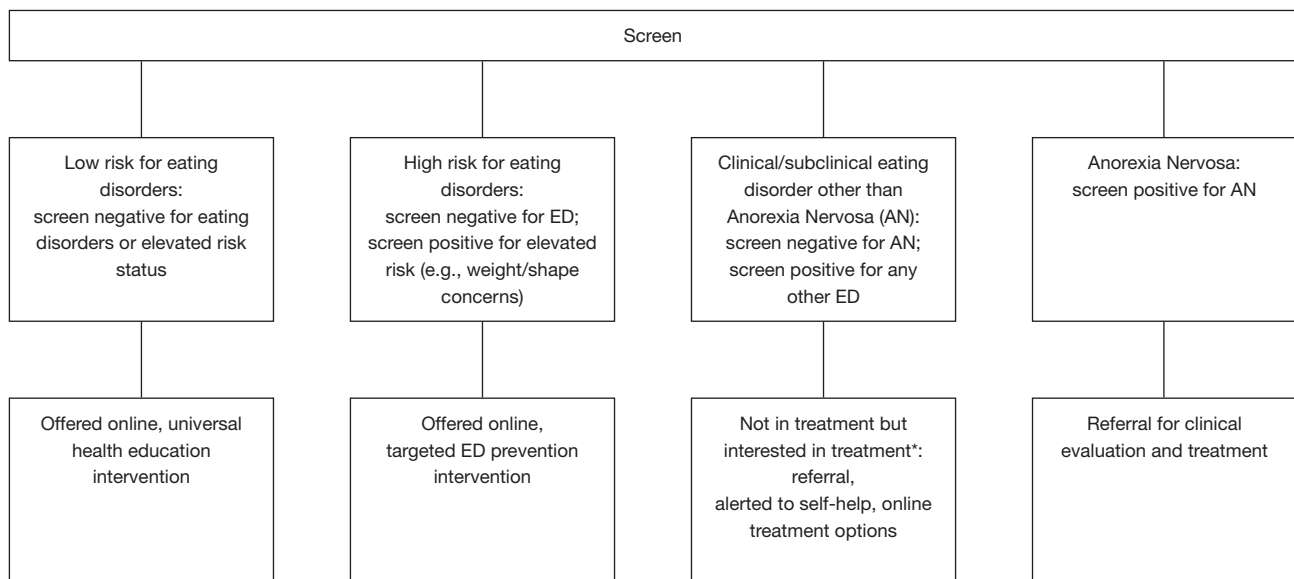 Screen
Low risk for eating
disorders:
screen negative for eating
disorders or elevated risk
status
High risk for eating
disorders:
screen negative for ED;
screen positive for elevated
risk (e.g., weight/shape
concerns)
Clinical/subclinical eating
disorder other than
Anorexia Nervosa (AN):
screen negative for AN;
screen positive for any
other ED
Anorexia Nervosa:
screen positive for AN
Offered online, universal
health education
intervention
Offered online,
targeted ED prevention
intervention
Not in treatment but
interested in treatment*:
referral,
alerted to self-help, online
treatment options
Referral for clinical
evaluation and treatment